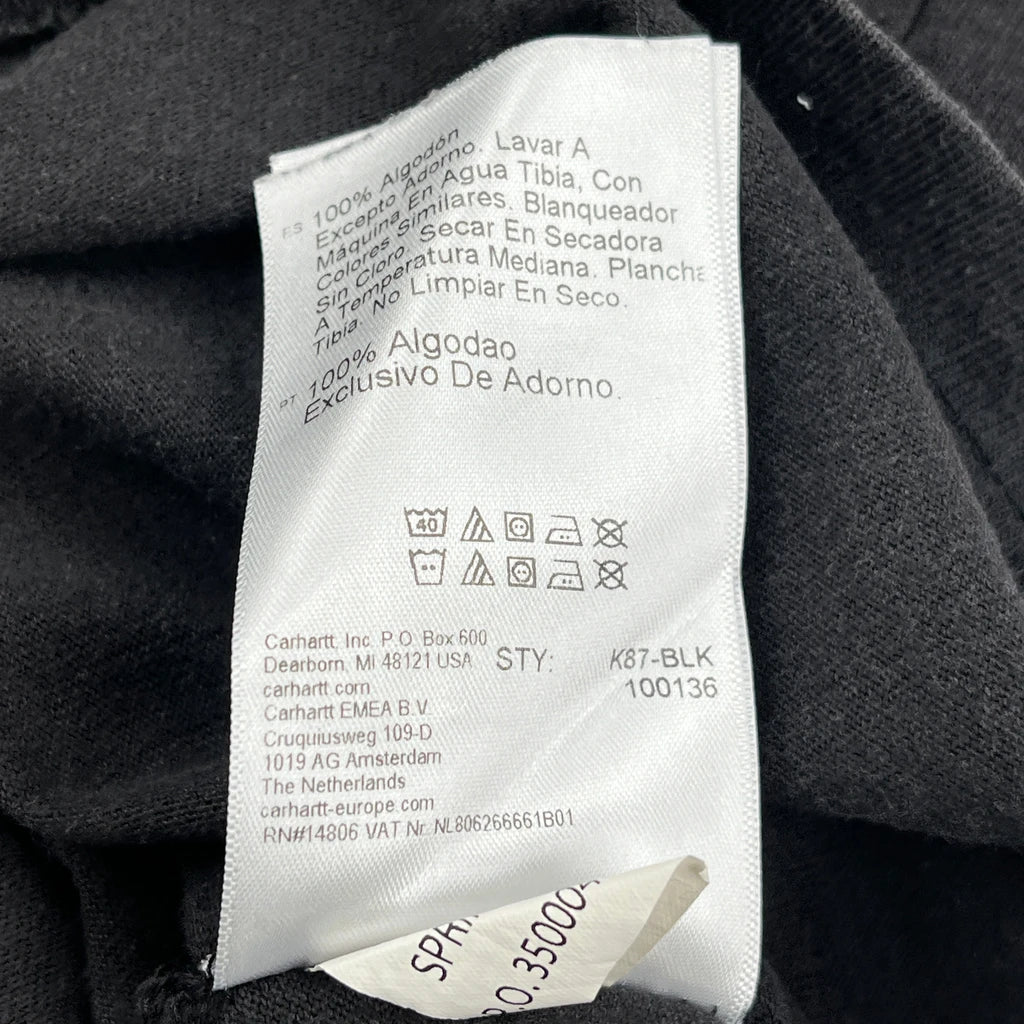 ES 100% Algodón
Excepto Adorno. Lavar A
Máquina En Agua Tibia, Con
Colores Similares. Blanqueador
Sin Cloro. Secar En Secadora
A Temperatura Mediana. Plancha
Tibia. No Limpiar En Seco.
PT 100% Algodao
Exclusivo De Adorno.
40
Carhartt, Inc. P.O. Box 600
Dearborn, MI 48121 USA STY: K87-BLK
carhartt.com 100136
Carhartt EMEA B.V.
Cruquiusweg 109-D
1019 AG Amsterdam
The Netherlands
carhartt-europe.com
RN#14806 VAT Nr. NL806266661B01
.O.350004